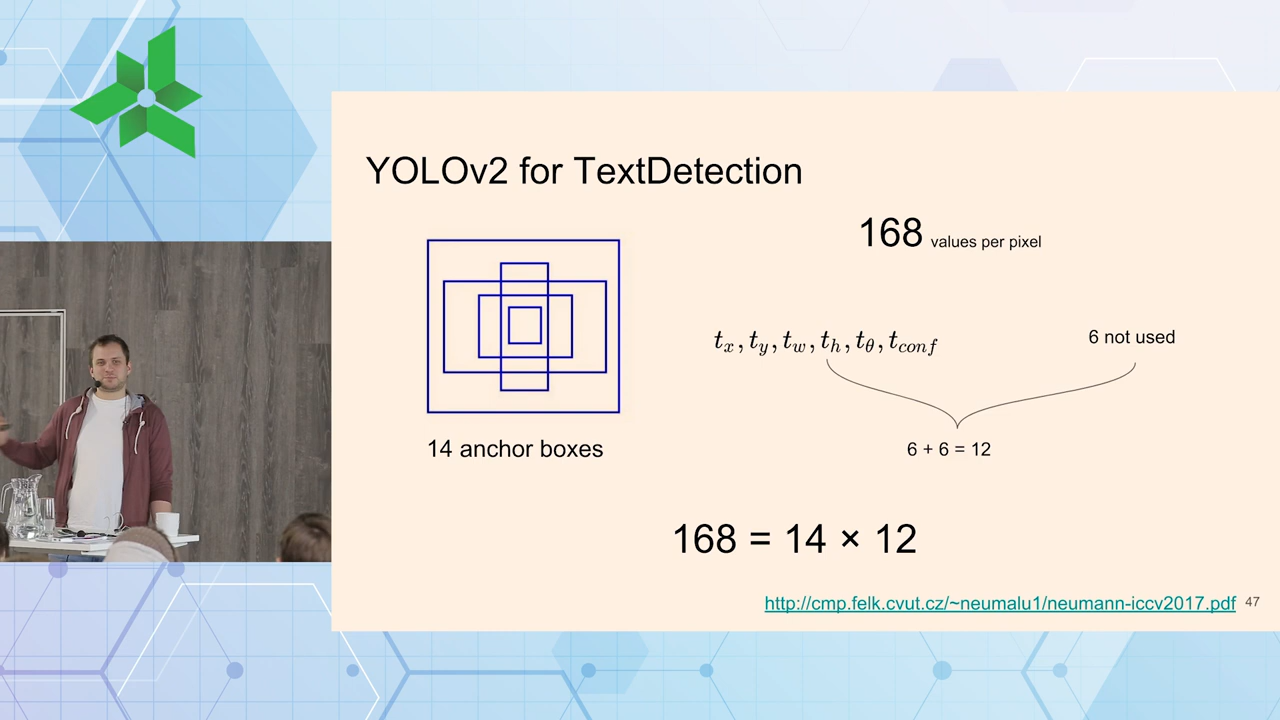 YOLOv2 for TextDetection
168 values per pixel
t_x, t_y, t_w, t_h, t_θ, t_conf
6 not used
14 anchor boxes
6 + 6 = 12
168 = 14 × 12
http://cmp.felk.cvut.cz/~neumalu1/neumann-iccv2017.pdf 47